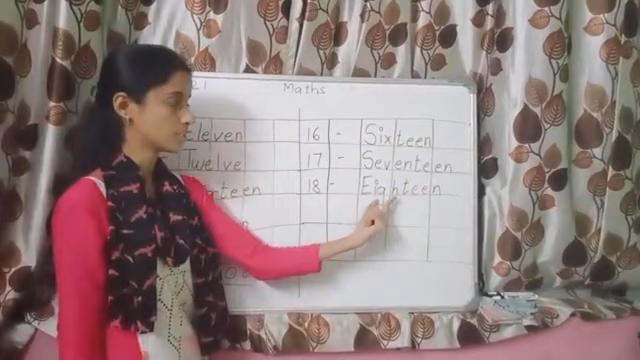 Maths
Eleven 16 - Sixteen
Twelve 17 - Seventeen
teen 18 - Eighteen